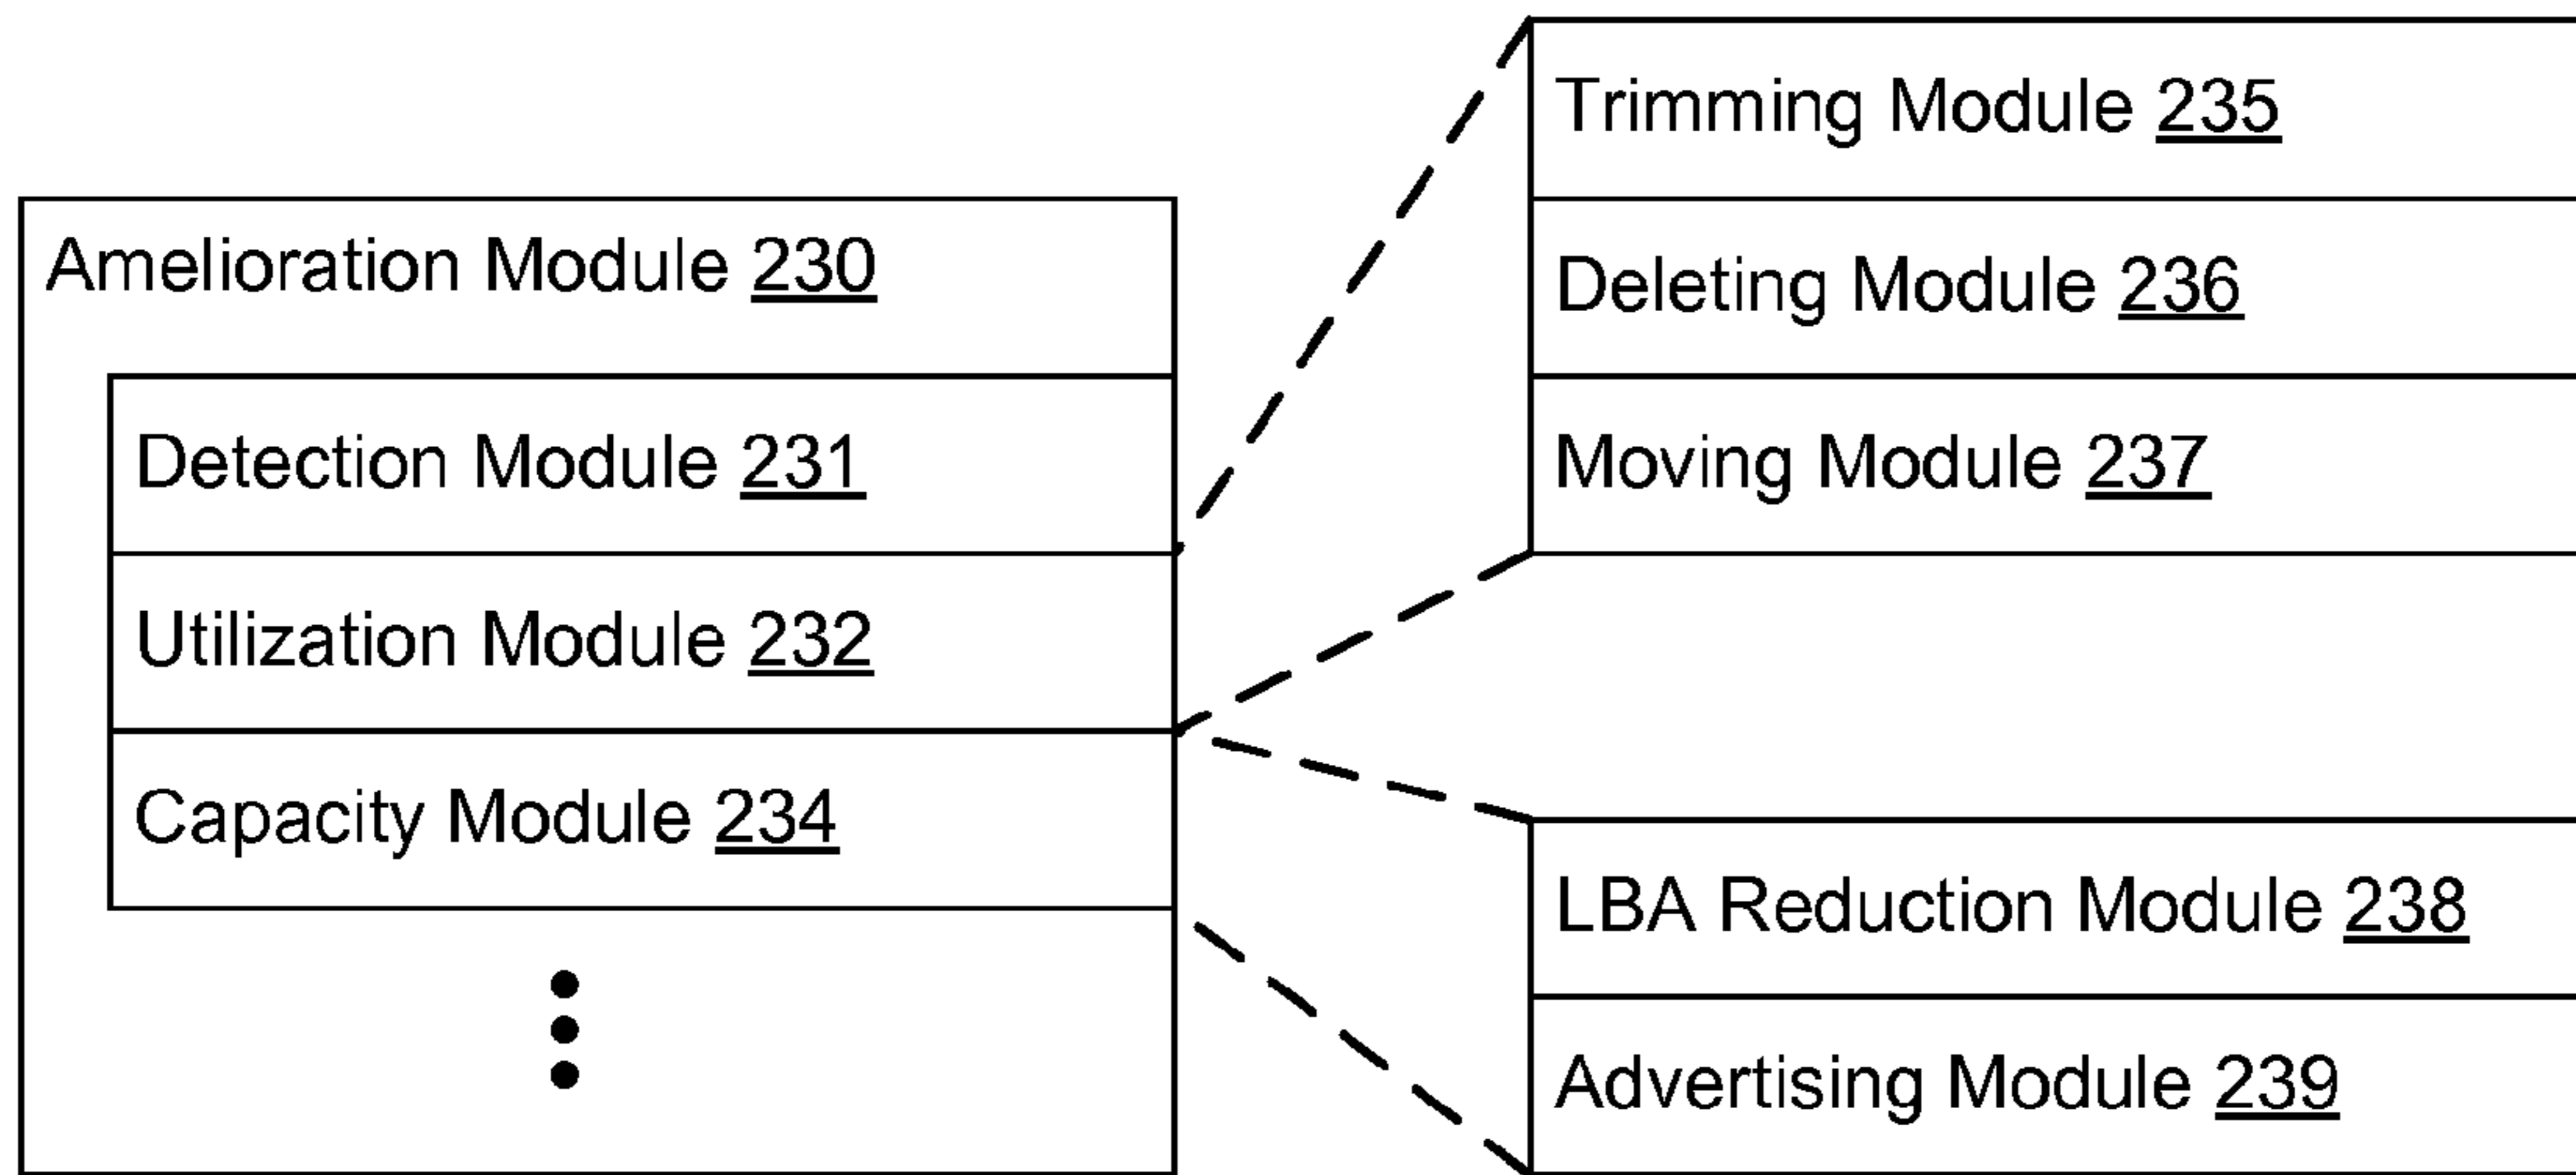 Amelioration Module 230
Detection Module 231
Utilization Module 232
Capacity Module 234
Trimming Module 235
Deleting Module 236
Moving Module 237
LBA Reduction Module 238
Advertising Module 239